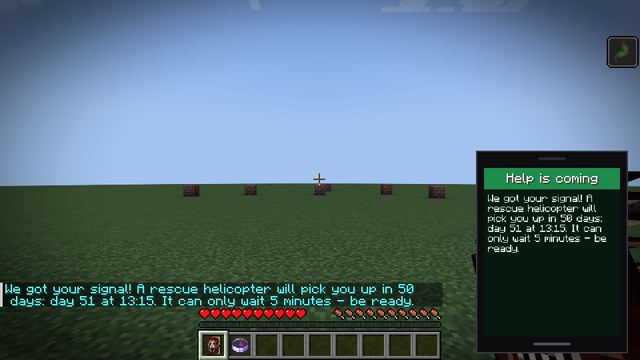 Help is coming
We got your signal! A
rescue helicopter will
pick you up in 50 days:
day 51 at 13:15. It can
only wait 5 minutes - be
ready.
We got your signal! A rescue helicopter will pick you up in 50
days: day 51 at 13:15. It can only wait 5 minutes - be ready.